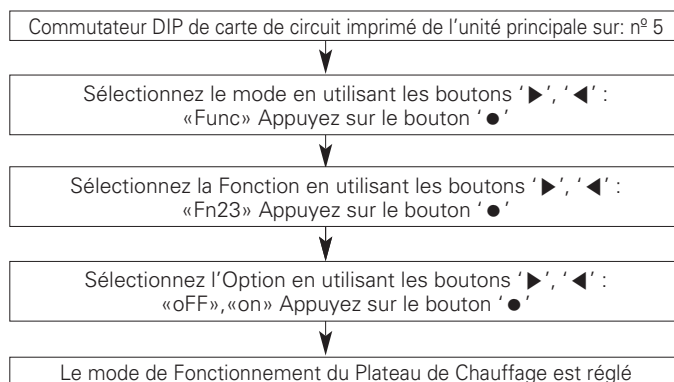 Commutateur DIP de carte de circuit imprimé de l'unité principale sur: nº 5
Sélectionnez le mode en utilisant les boutons ‘▶’, ‘◀’ :
«Func» Appuyez sur le bouton ‘●’
Sélectionnez la Fonction en utilisant les boutons ‘▶’, ‘◀’ :
«Fn23» Appuyez sur le bouton ‘●’
Sélectionnez l'Option en utilisant les boutons ‘▶’, ‘◀’ :
«oFF»,«on» Appuyez sur le bouton ‘●’
Le mode de Fonctionnement du Plateau de Chauffage est réglé